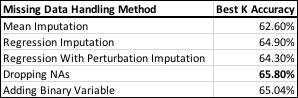 Missing Data Handling Method Best K Accuracy
Mean Imputation 62.60%
Regression Imputation 64.90%
Regression With Perturbation Imputation 64.30%
Dropping NAs 65.80%
Adding Binary Variable 65.04%